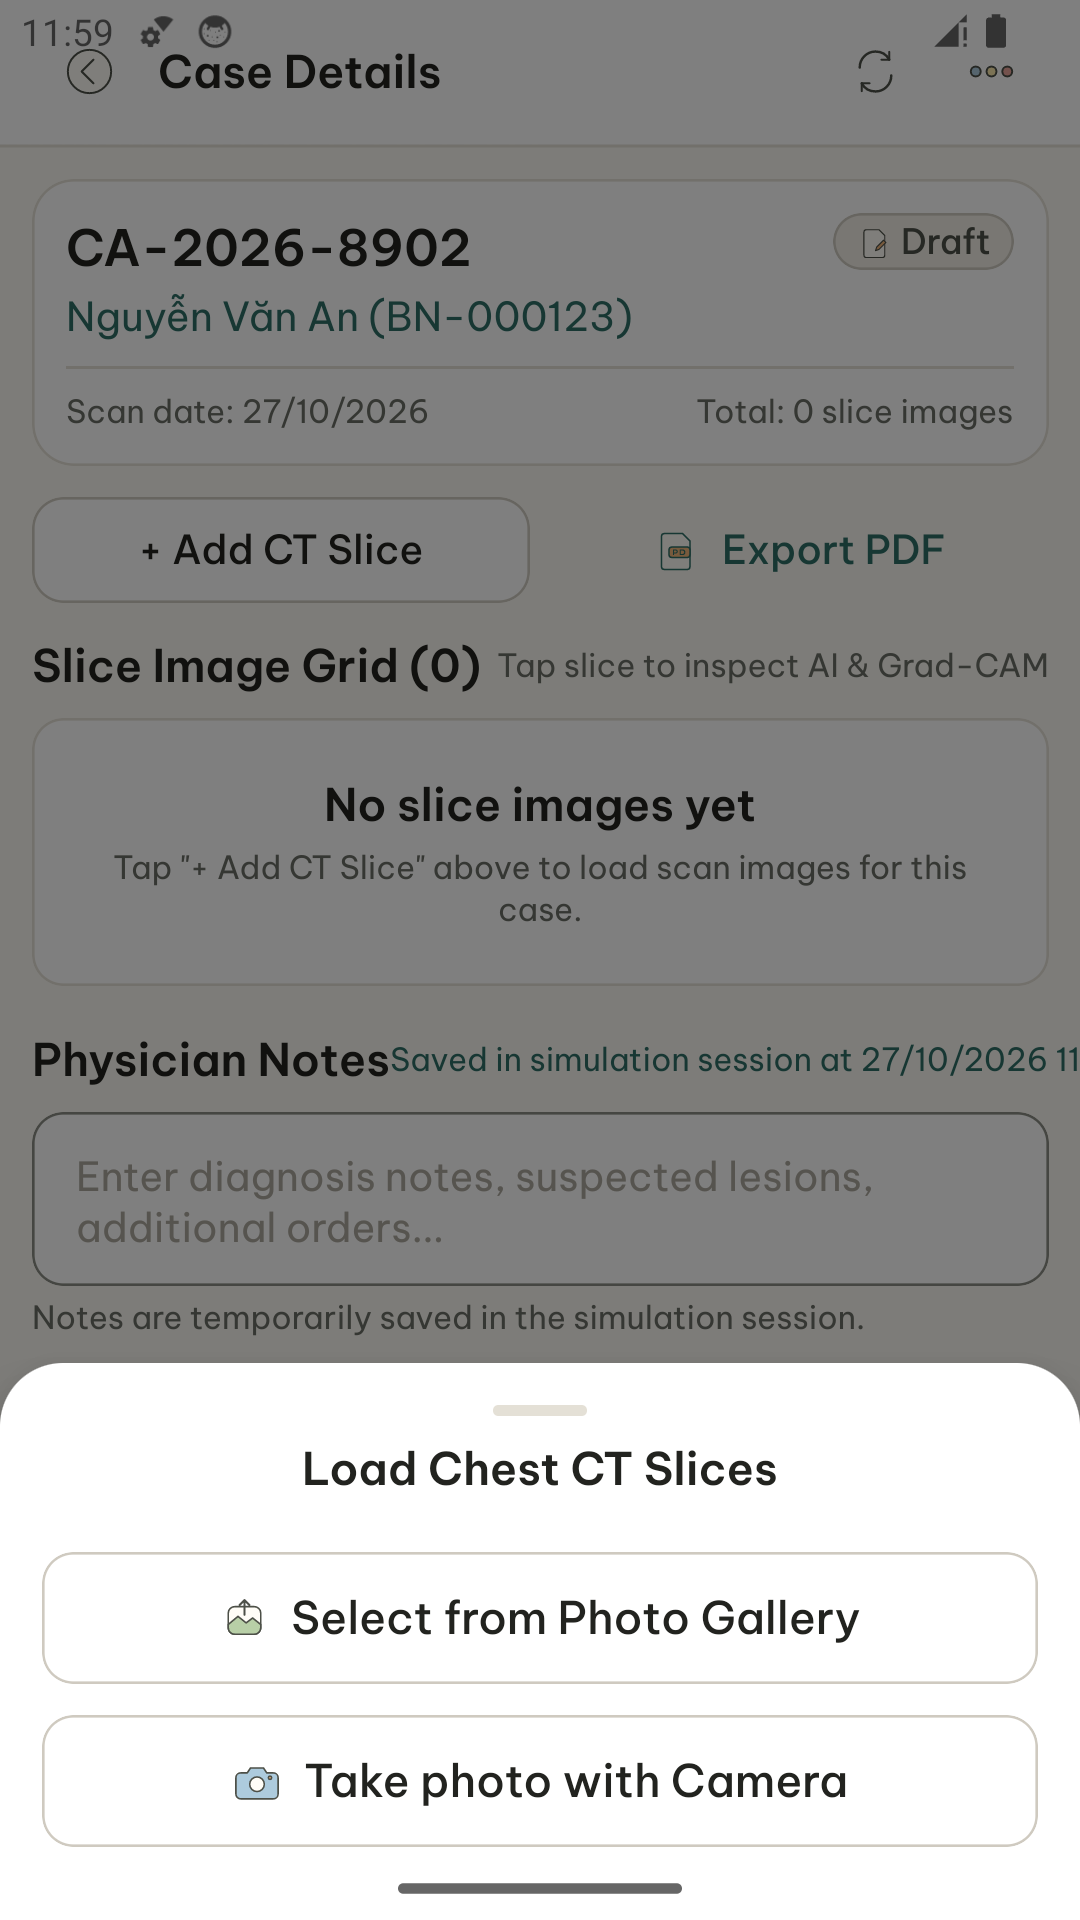 11:59
Case Details
CA-2026-8902
Draft
Nguyễn Văn An (BN-000123)
Scan date: 27/10/2026
Total: 0 slice images
+ Add CT Slice
PD
Export PDF
Slice Image Grid (0)
Tap slice to inspect AI & Grad-CAM
No slice images yet
Tap "+ Add CT Slice" above to load scan images for this
case.
Physician Notes
Saved in simulation session at 27/10/2026 11
Enter diagnosis notes, suspected lesions,
additional orders...
Notes are temporarily saved in the simulation session.
Load Chest CT Slices
Select from Photo Gallery
Take photo with Camera